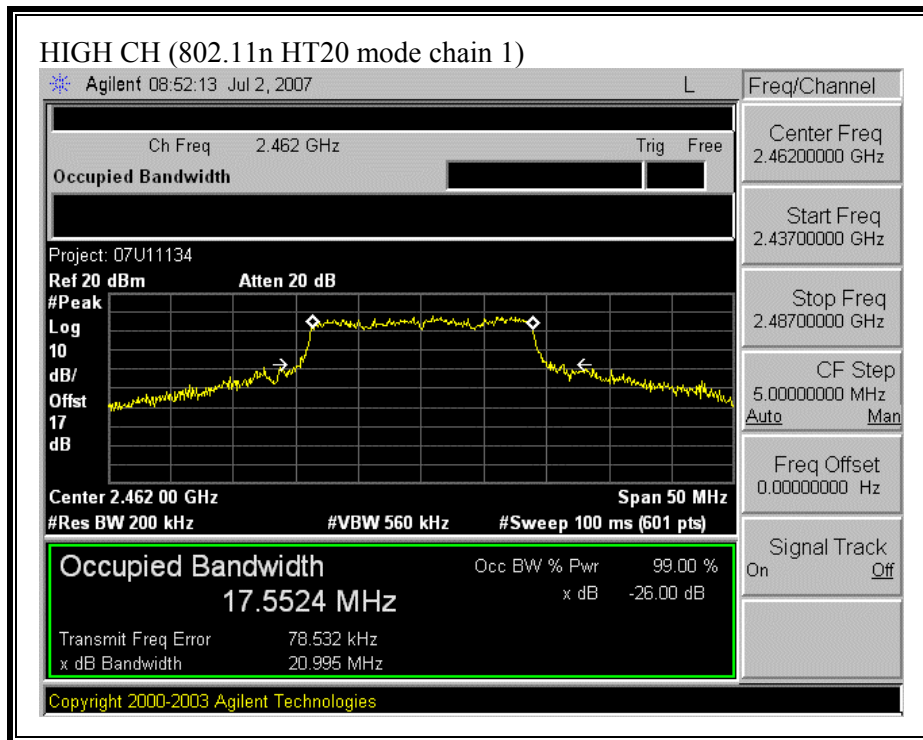 HIGH CH (802.11n HT20 mode chain 1)
Agilent 08:52:13 Jul 2, 2007 L Freq/Channel
Ch Freq 2.462 GHz Trig Free
Occupied Bandwidth
Center Freq
2.46200000 GHz
Start Freq
2.43700000 GHz
Stop Freq
2.48700000 GHz
CF Step
5.00000000 MHz
Auto Man
Freq Offset
0.00000000 Hz
Signal Track
On Off
Project: 07U11134
Ref 20 dBm Atten 20 dB
#Peak
Log
10
dB/
Offst
17
dB
Center 2.462 00 GHz Span 50 MHz
#Res BW 200 kHz #VBW 560 kHz #Sweep 100 ms (601 pts)
Occupied Bandwidth Occ BW % Pwr 99.00 %
17.5524 MHz x dB -26.00 dB
Transmit Freq Error 78.532 kHz
x dB Bandwidth 20.995 MHz
Copyright 2000-2003 Agilent Technologies